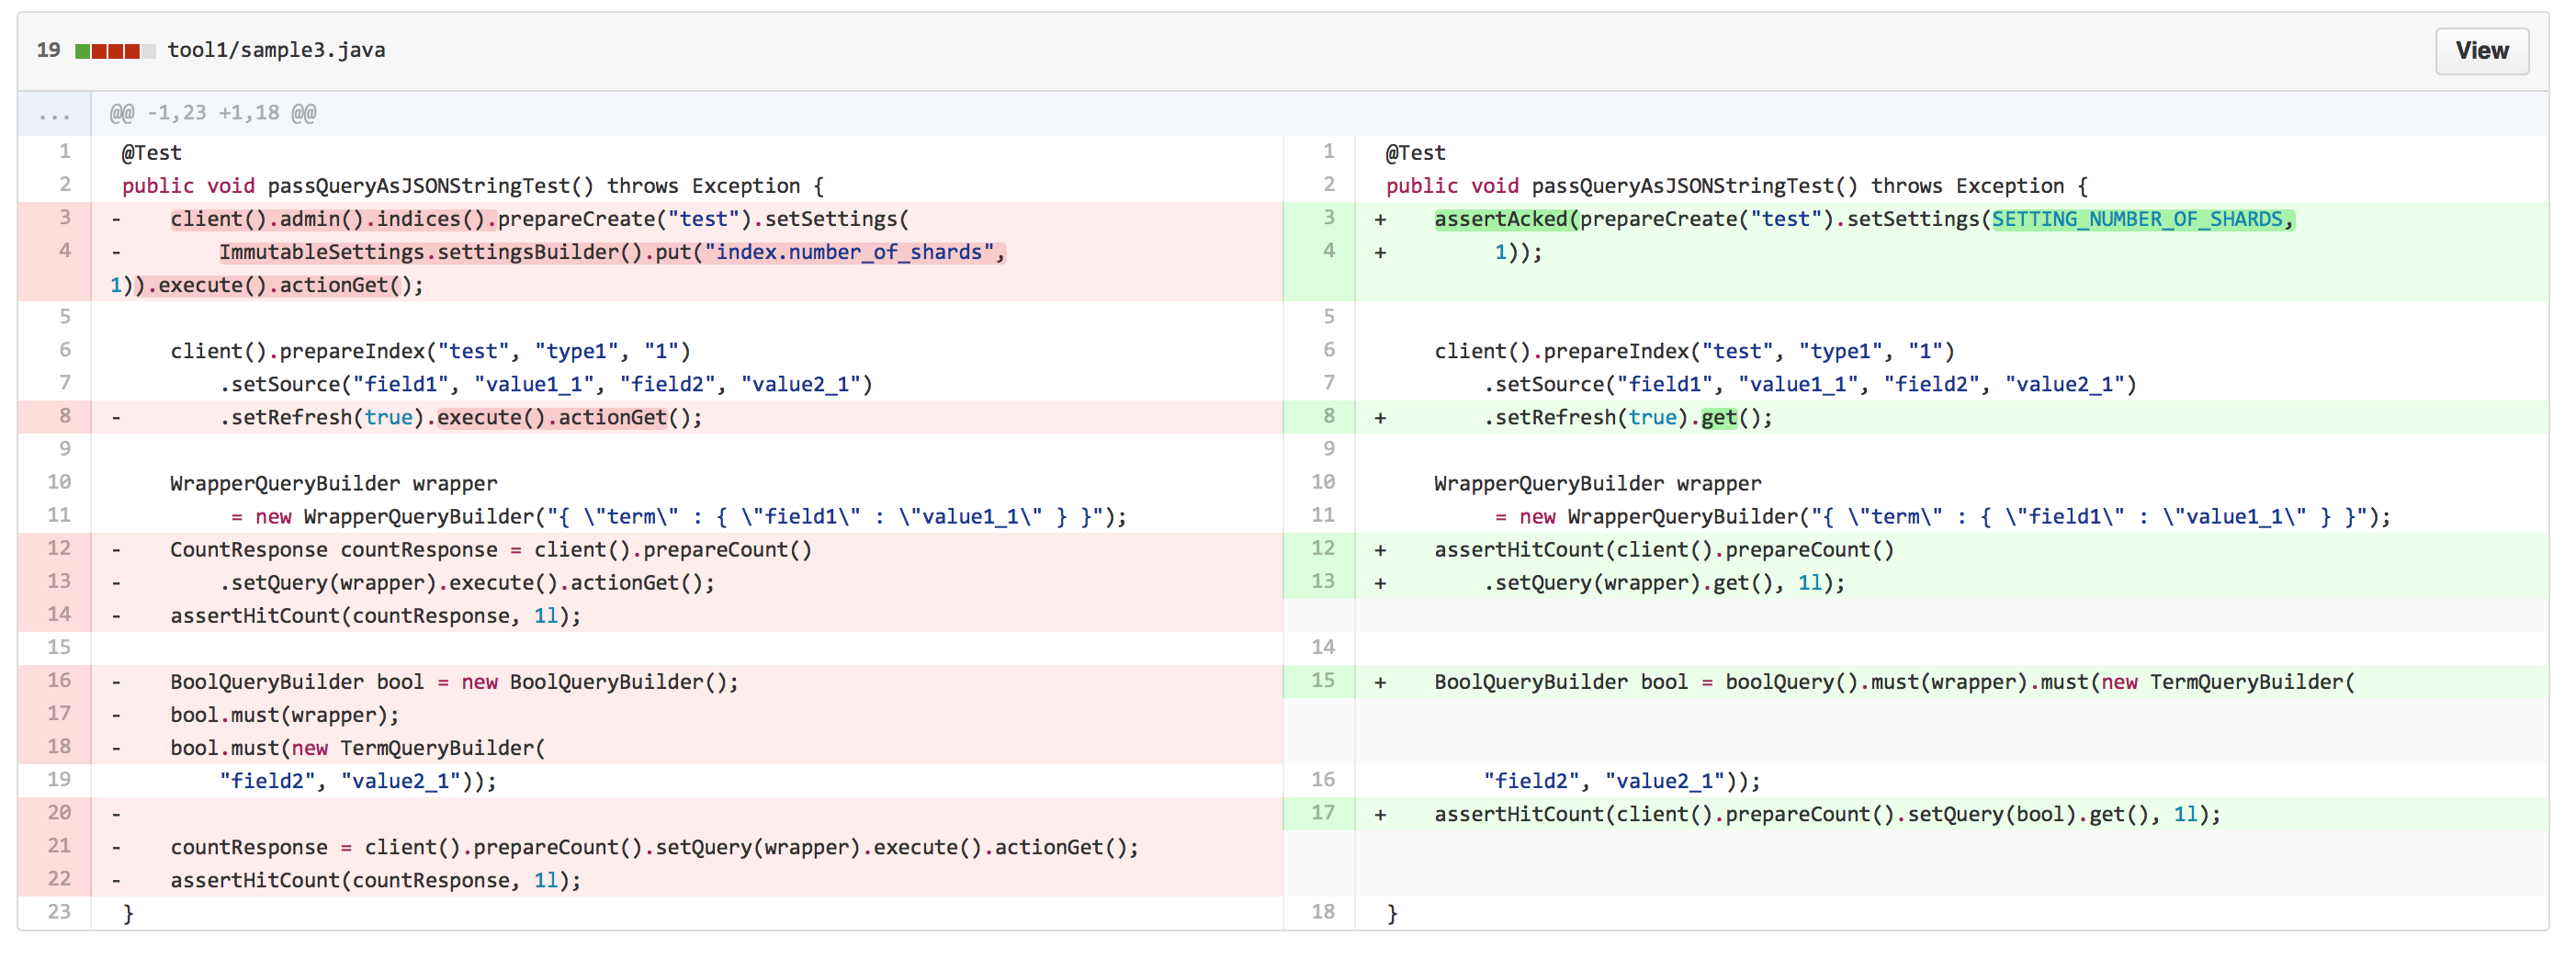 19 tool1/sample3.java View
... @@ -1,23 +1,18 @@
1 @Test
2 public void passQueryAsJSONStringTest() throws Exception {
3 - client().admin().indices().prepareCreate("test").setSettings(
4 - ImmutableSettings.settingsBuilder().put("index.number_of_shards",
1)).execute().actionGet();
5
6 client().prepareIndex("test", "type1", "1")
7 .setSource("field1", "value1_1", "field2", "value2_1")
8 - .setRefresh(true).execute().actionGet();
9
10 WrapperQueryBuilder wrapper
11 = new WrapperQueryBuilder("{ \"term\" : { \"field1\" : \"value1_1\" } }");
12 - CountResponse countResponse = client().prepareCount()
13 - .setQuery(wrapper).execute().actionGet();
14 - assertHitCount(countResponse, 1l);
15
16 - BoolQueryBuilder bool = new BoolQueryBuilder();
17 - bool.must(wrapper);
18 - bool.must(new TermQueryBuilder(
19 "field2", "value2_1"));
20 -
21 - countResponse = client().prepareCount().setQuery(wrapper).execute().actionGet();
22 - assertHitCount(countResponse, 1l);
23 }
1 @Test
2 public void passQueryAsJSONStringTest() throws Exception {
3 + assertAcked(prepareCreate("test").setSettings(SETTING_NUMBER_OF_SHARDS,
4 + 1));
5
6 client().prepareIndex("test", "type1", "1")
7 .setSource("field1", "value1_1", "field2", "value2_1")
8 + .setRefresh(true).get();
9
10 WrapperQueryBuilder wrapper
11 = new WrapperQueryBuilder("{ \"term\" : { \"field1\" : \"value1_1\" } }");
12 + assertHitCount(client().prepareCount()
13 + .setQuery(wrapper).get(), 1l);
14
15 + BoolQueryBuilder bool = boolQuery().must(wrapper).must(new TermQueryBuilder(
16 "field2", "value2_1"));
17 + assertHitCount(client().prepareCount().setQuery(bool).get(), 1l);
18 }